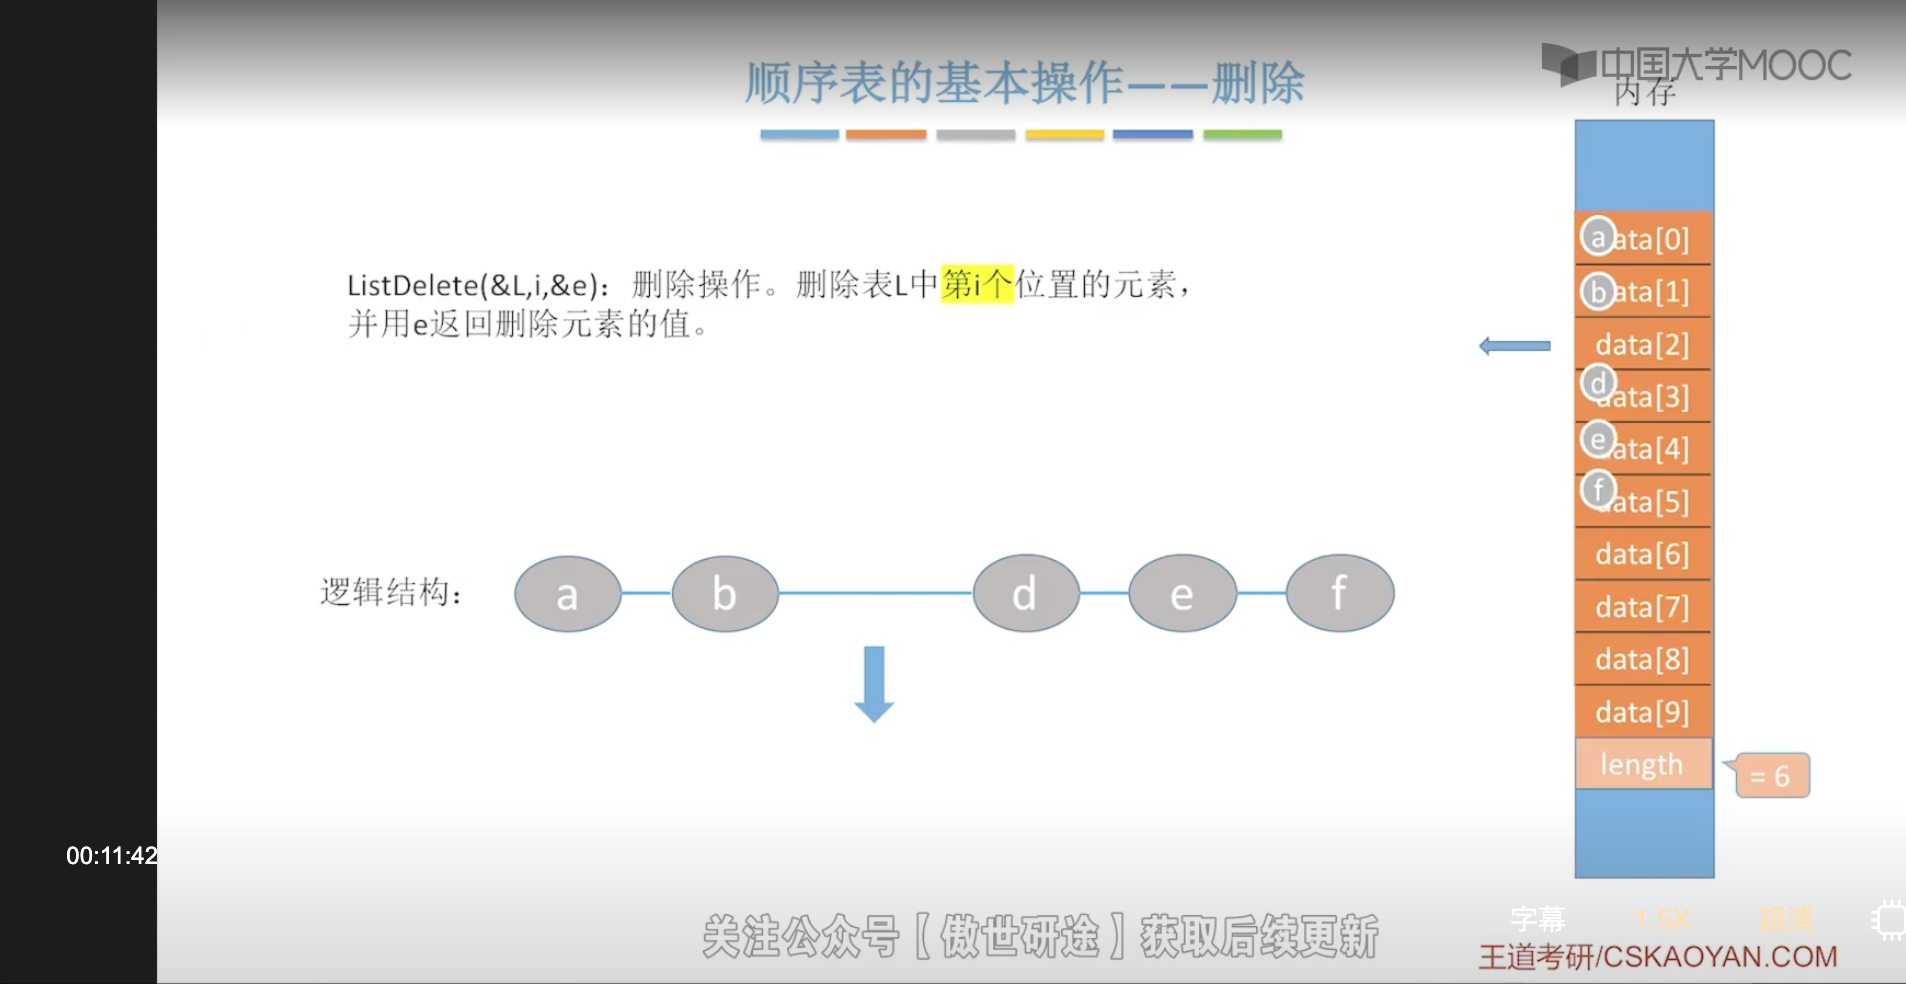 中国大学MOOC
顺序表的基本操作——删除
内存
ListDelete(&L,i,&e)：删除操作。删除表L中第i个位置的元素，
并用e返回删除元素的值。
a ata[0]
b ata[1]
data[2]
d data[3]
e data[4]
f data[5]
data[6]
data[7]
data[8]
data[9]
length
= 6
逻辑结构：
a b d e f
00:11:42
关注公众号【傲世研途】获取后续更新
字幕 1.5X 超清
王道考研/CSKAOYAN.COM